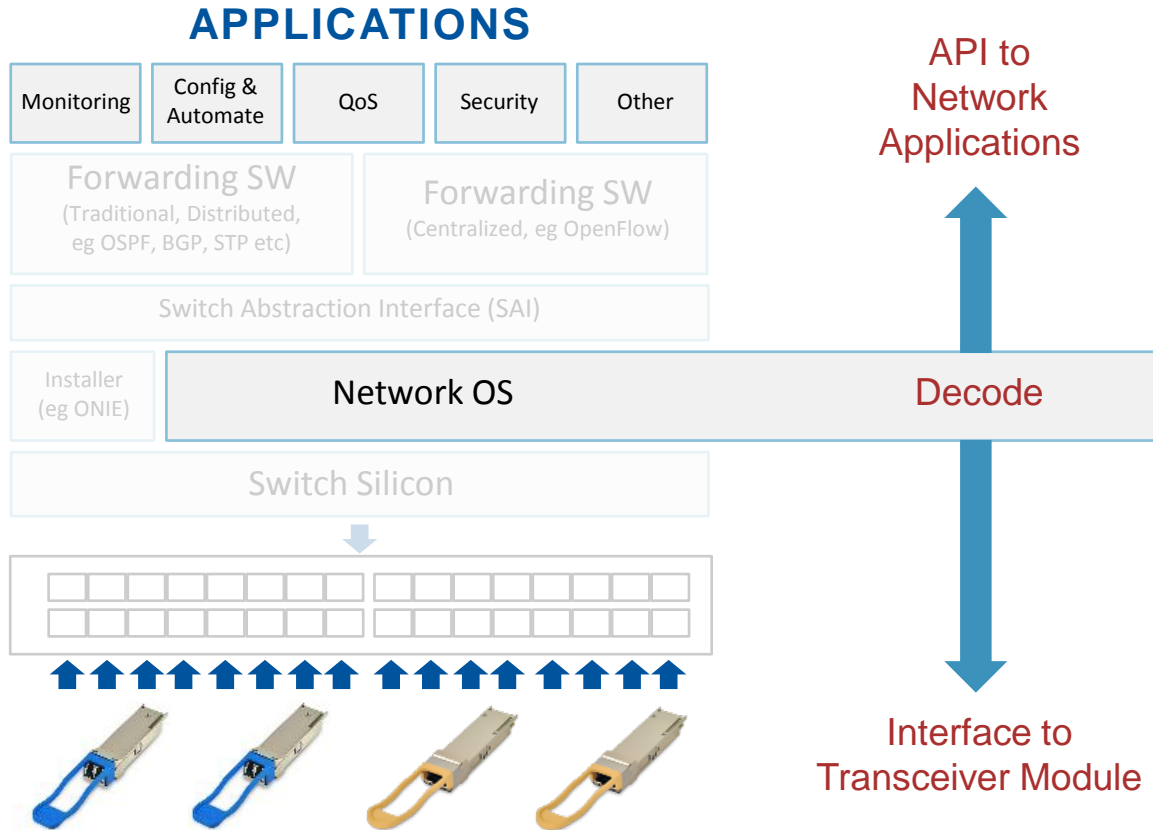 APPLICATIONS
Monitoring
Config &
Automate
QoS
Security
Other
Forwarding SW
(Traditional, Distributed,
eg OSPF, BGP, STP etc)
Forwarding SW
(Centralized, eg OpenFlow)
Switch Abstraction Interface (SAI)
Installer
(eg ONIE)
Network OS
Switch Silicon
API to
Network
Applications
Decode
Interface to
Transceiver Module